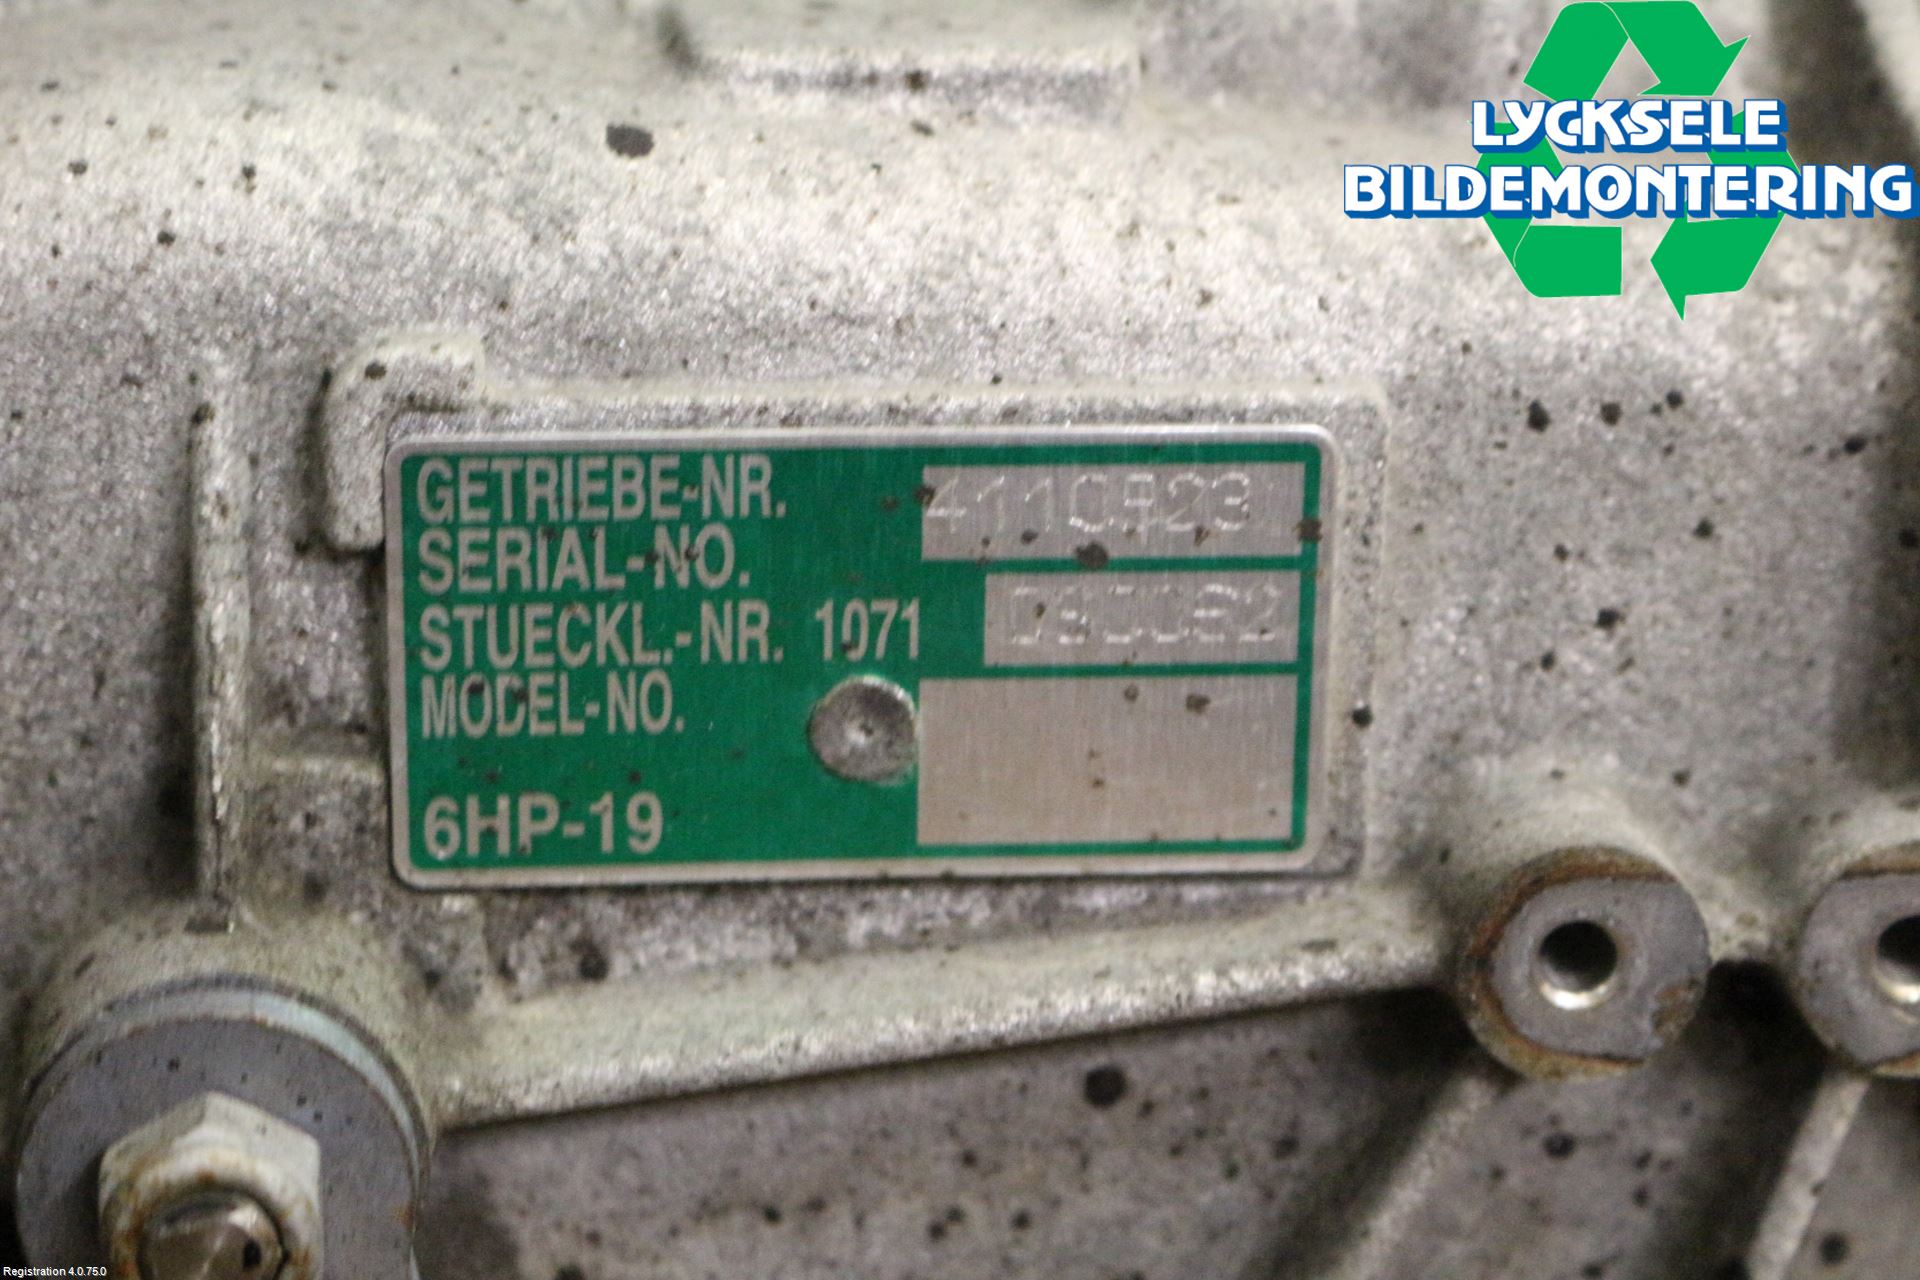 LYCKSELE
BILDEMONTERING
GETRIEBE-NR.
SERIAL-NO.
STUECKL.-NR. 1071
MODEL-NO.
6HP-19
Registration 4.0.75.0